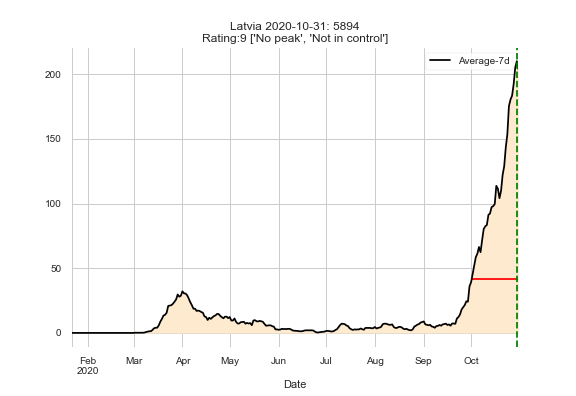 Latvia 2020-10-31: 5894
Rating:9 ['No peak', 'Not in control']
Average-7d
200
150
100
50
0
Feb Mar Apr May Jun Jul Aug Sep Oct
2020
Date